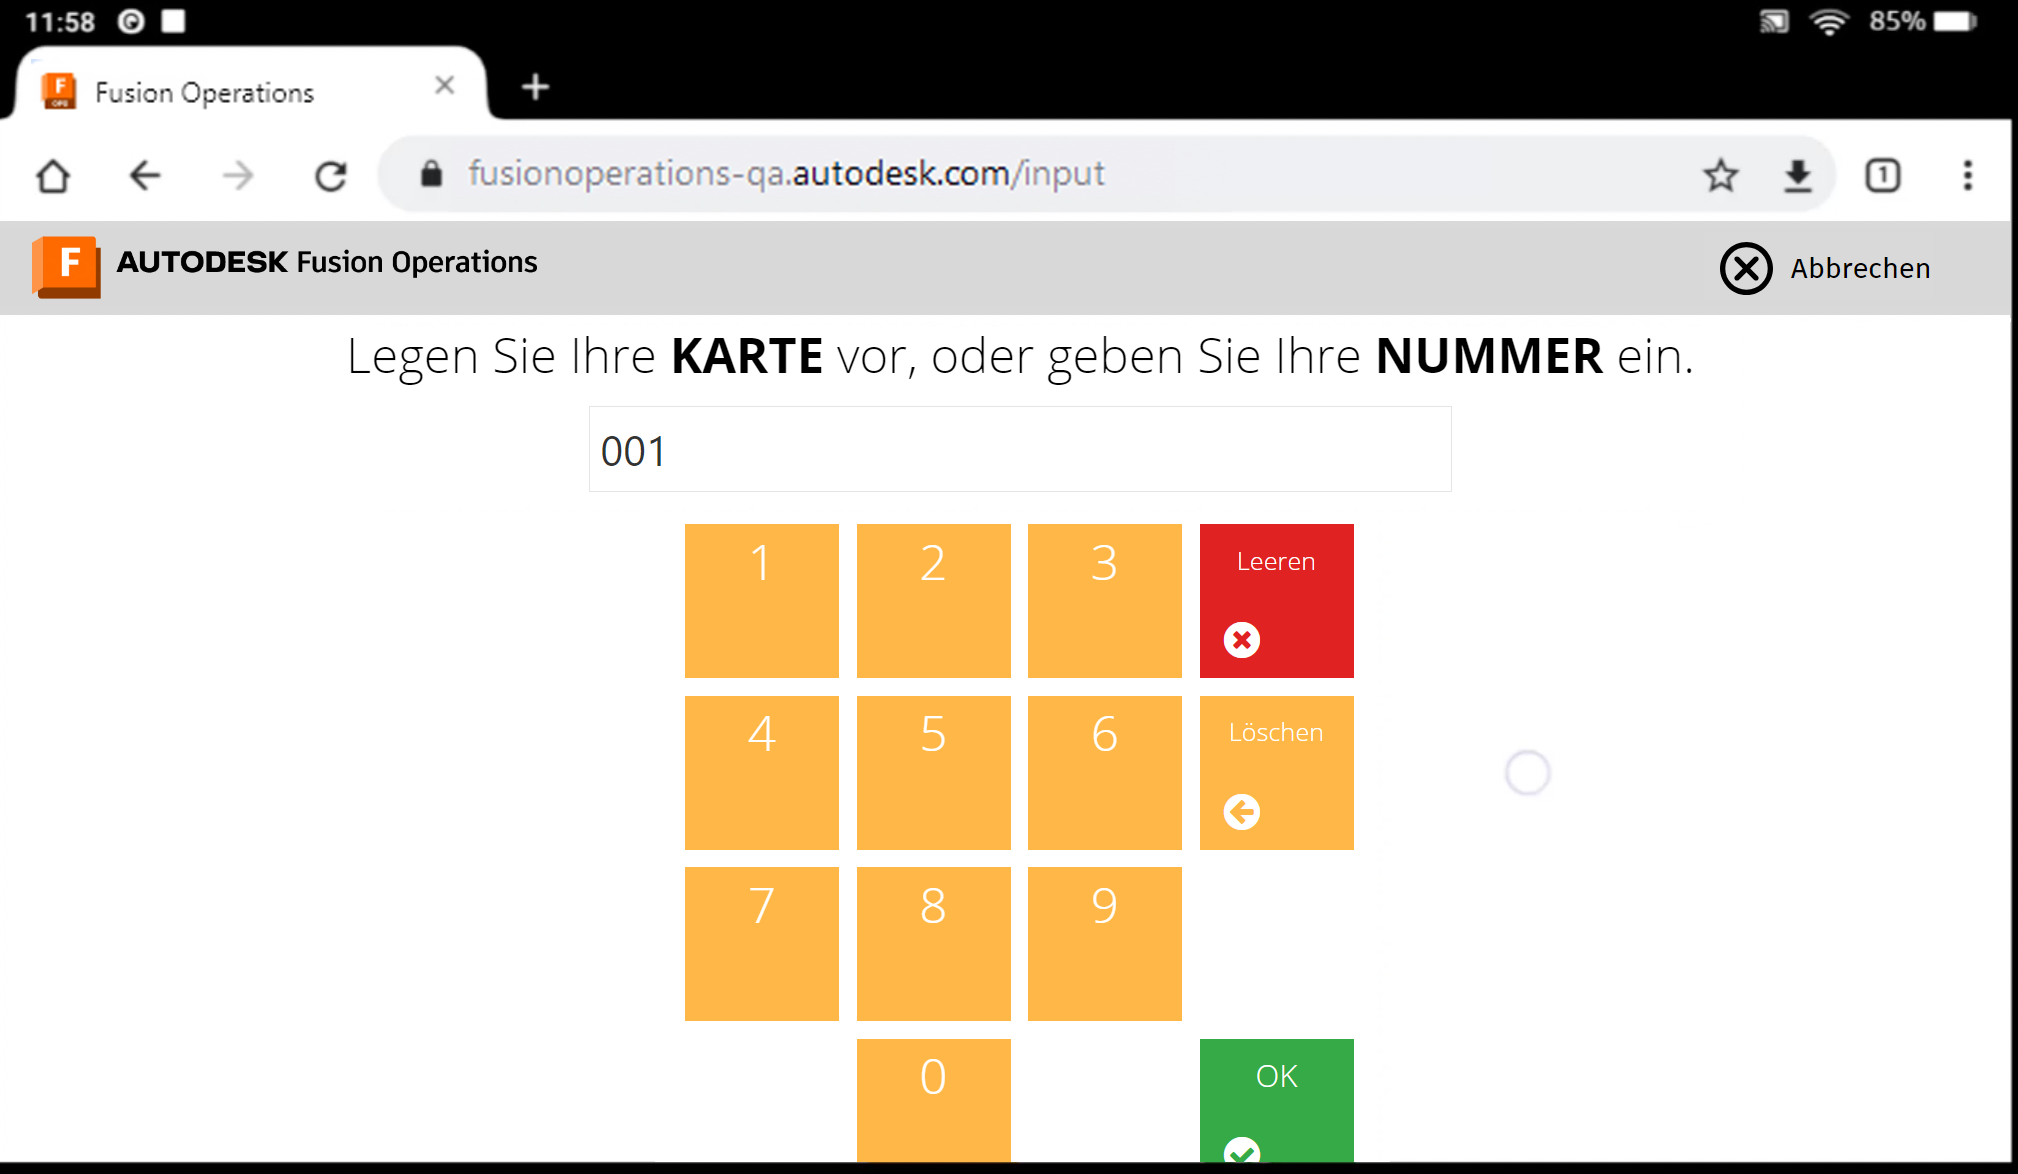 11:58
85%
Fusion Operations
fusionoperations-qa.autodesk.com/input
1
F AUTODESK Fusion Operations
Abbrechen
Legen Sie Ihre KARTE vor, oder geben Sie Ihre NUMMER ein.
001
1 2 3 Leeren
4 5 6 Löschen
7 8 9
0 OK